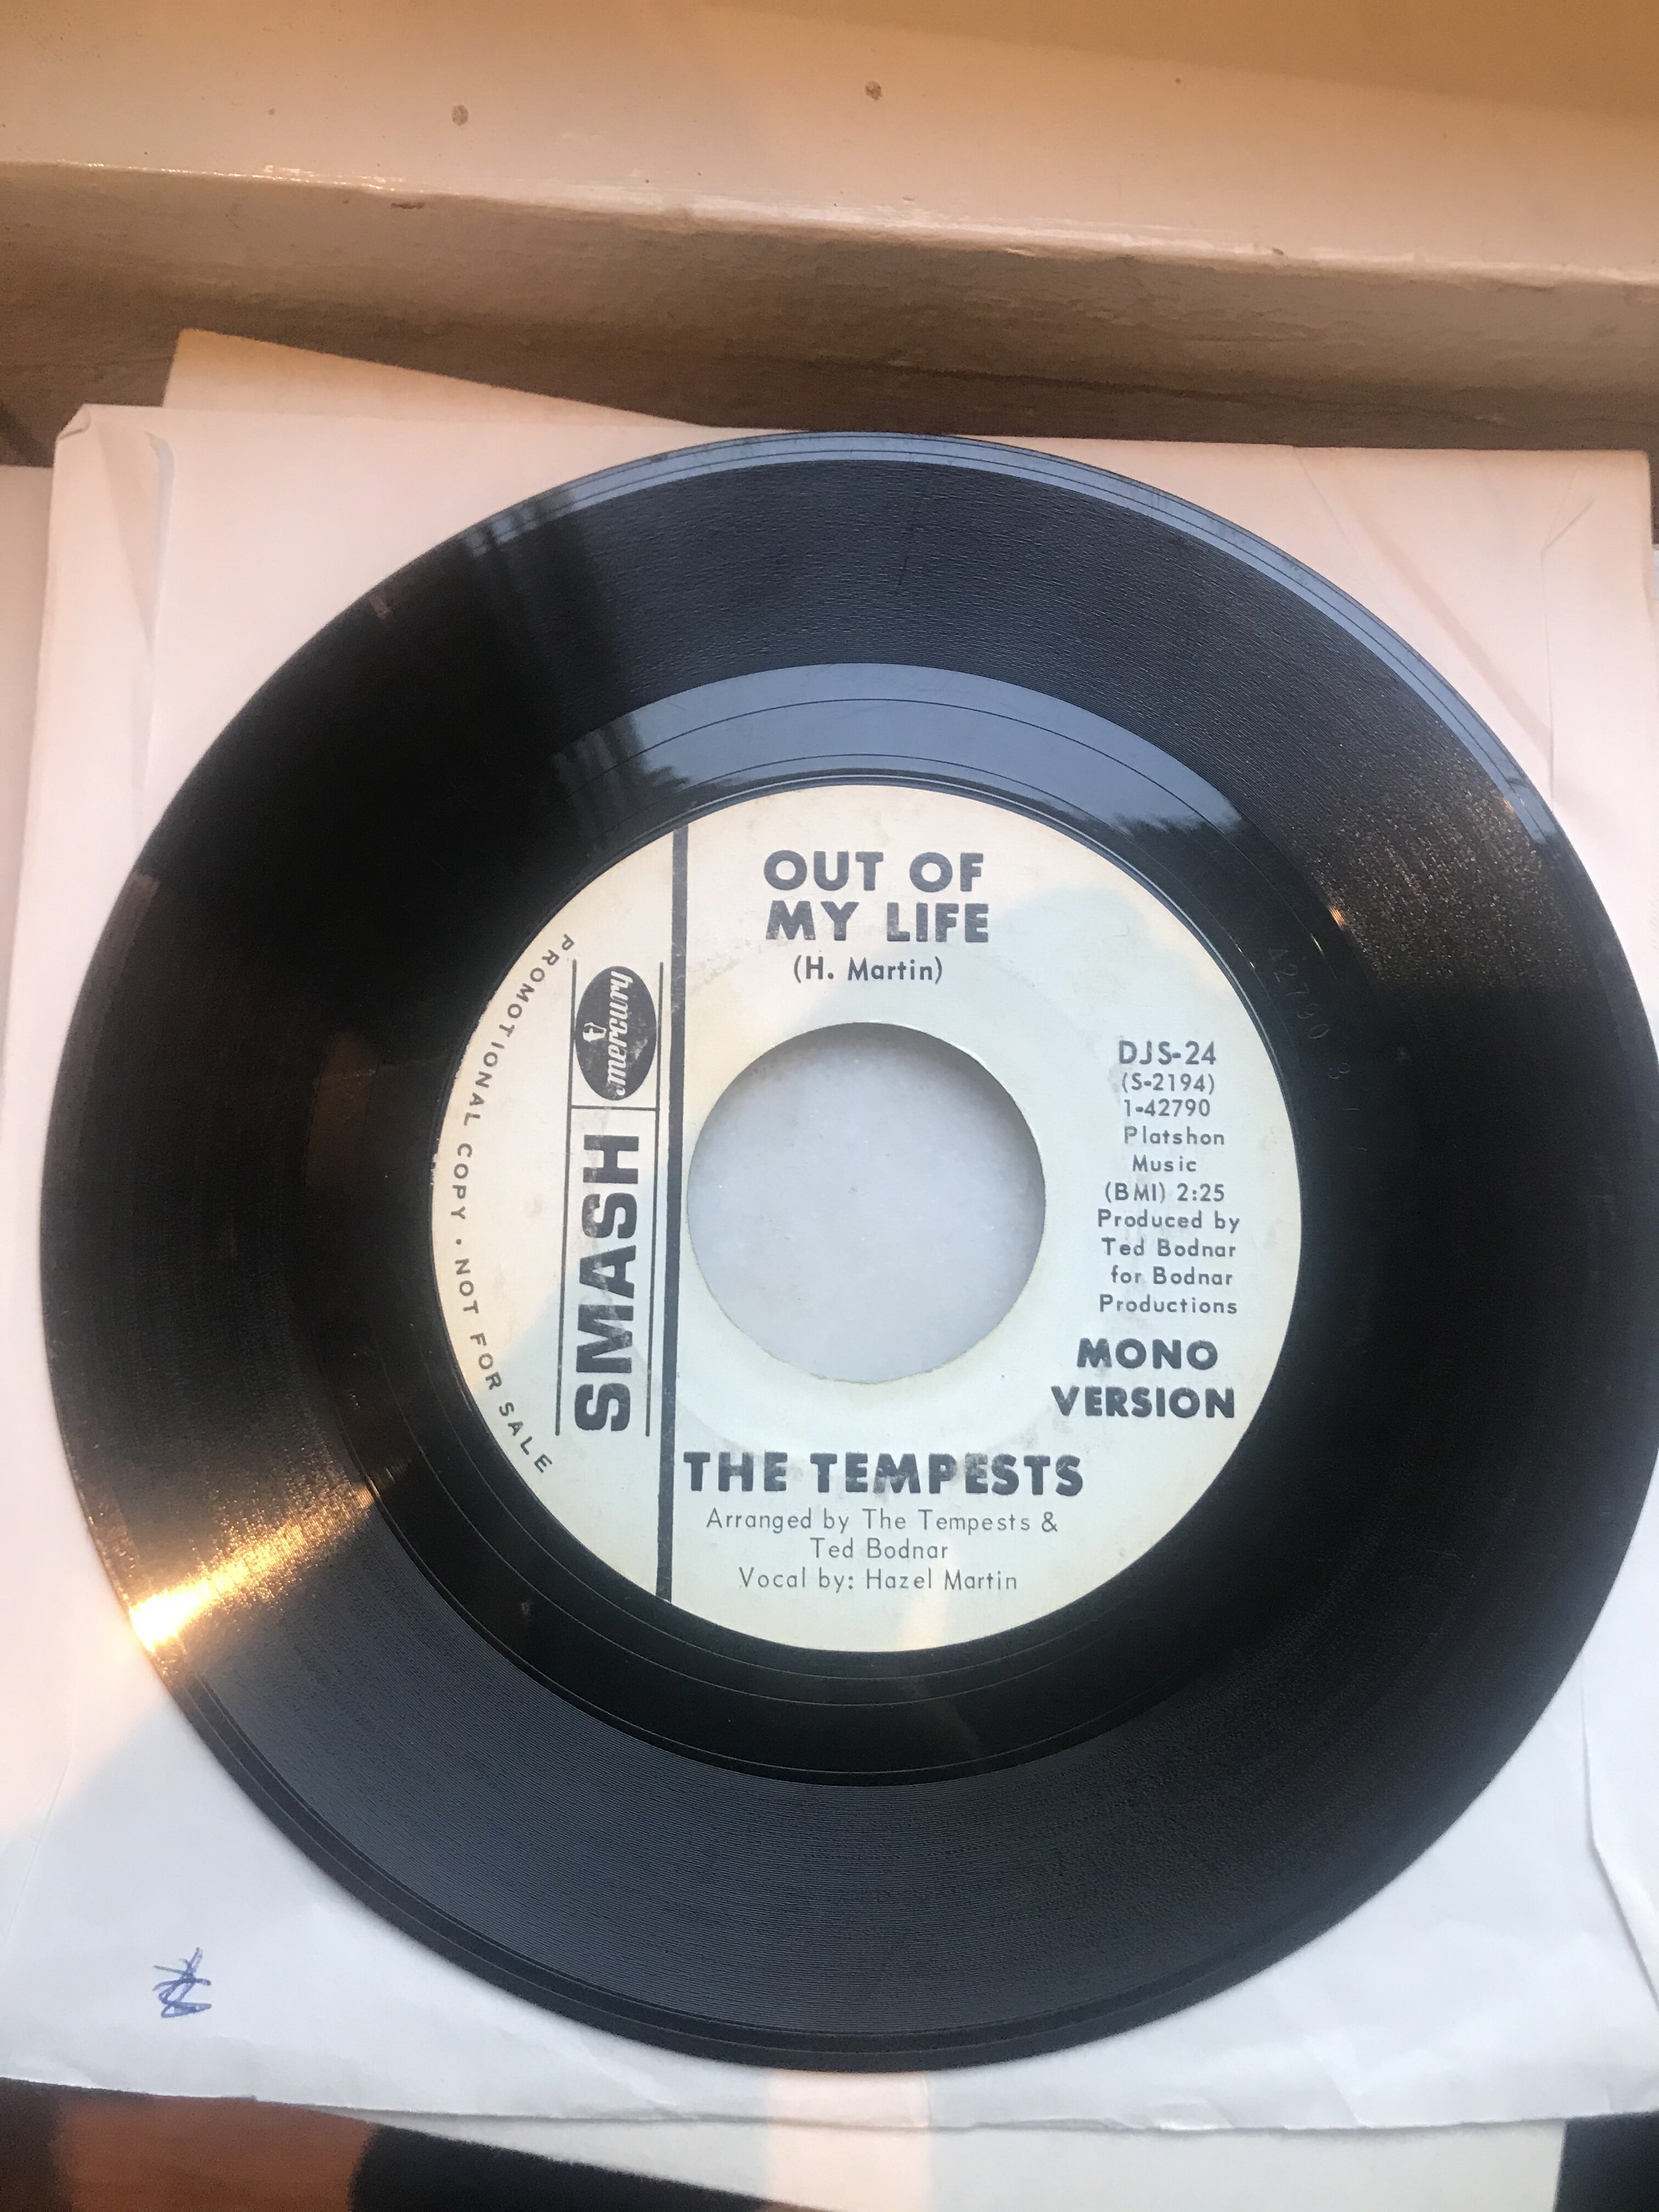 OUT OF
MY LIFE
(H. Martin)
PROMOTIONAL COPY • NOT FOR SALE
mercury
SMASH
DJS-24
(S-2194)
1-42790
Platshon
Music
(BMI) 2:25
Produced by
Ted Bodnar
for Bodnar
Productions
MONO
VERSION
THE TEMPESTS
Arranged by The Tempests &
Ted Bodnar
Vocal by: Hazel Martin